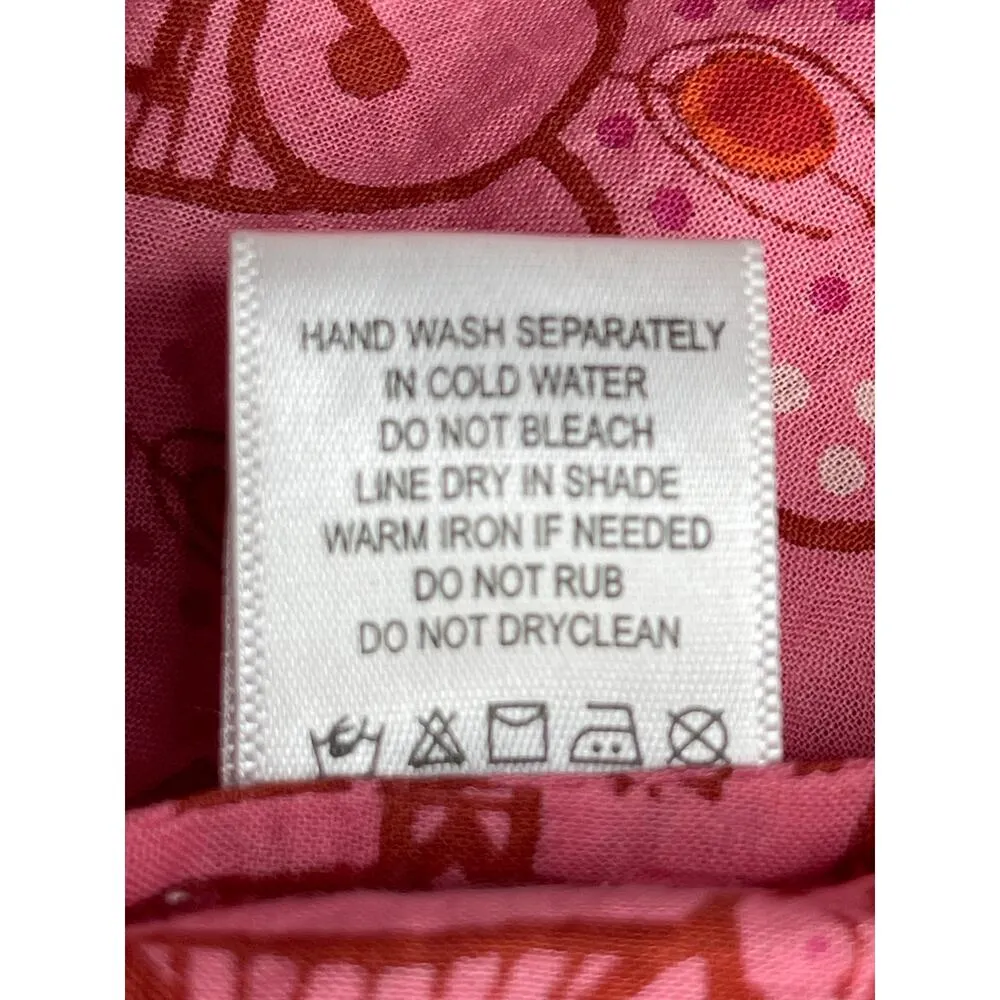 HAND WASH SEPARATELY
IN COLD WATER
DO NOT BLEACH
LINE DRY IN SHADE
WARM IRON IF NEEDED
DO NOT RUB
DO NOT DRYCLEAN